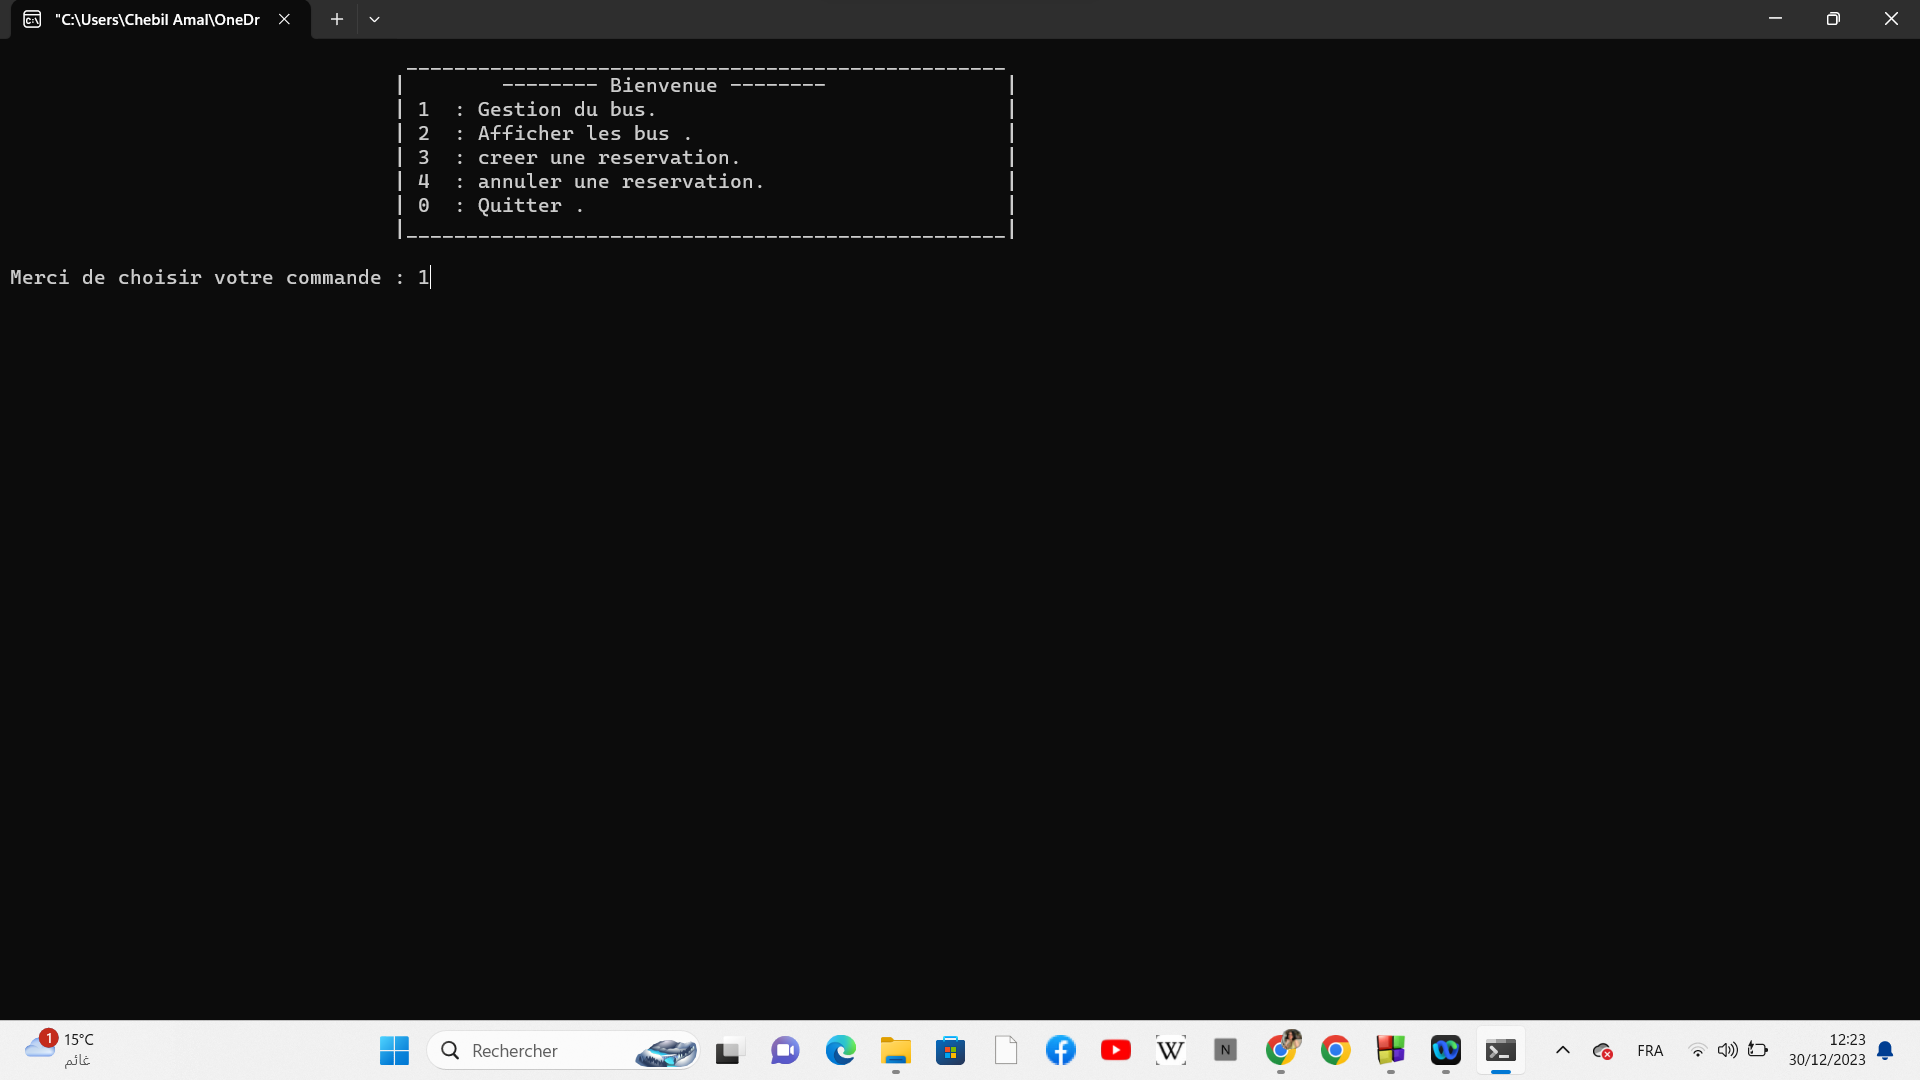 "C:\Users\Chebil Amal\OneDr
-------- Bienvenue --------
1 : Gestion du bus.
2 : Afficher les bus .
3 : creer une reservation.
4 : annuler une reservation.
0 : Quitter .
Merci de choisir votre commande : 1
1
15°C
غائم
Rechercher
W
N
FRA
12:23
30/12/2023